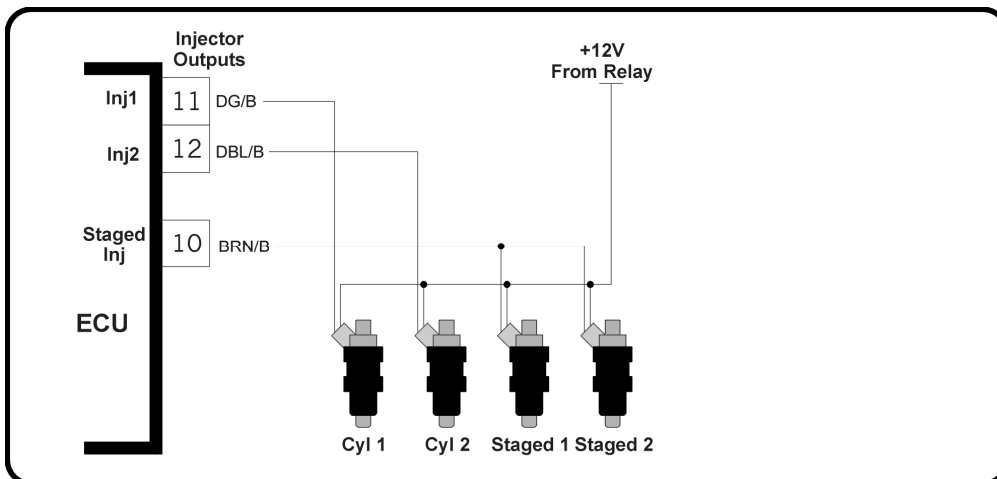 Injector
Outputs
+12V
From Relay
Inj1
11
DG/B
Inj2
12
DBL/B
Staged
Inj
10
BRN/B
ECU
Cyl 1
Cyl 2
Staged 1
Staged 2